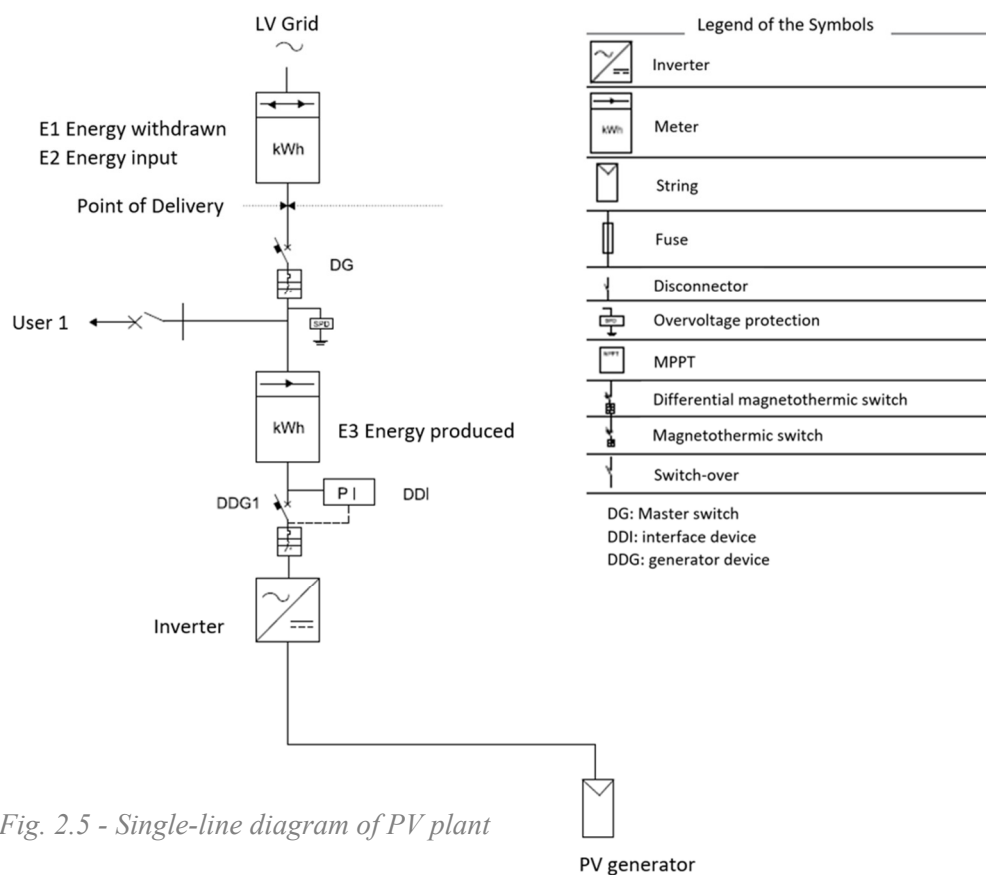 LV Grid
E1 Energy withdrawn
E2 Energy input
kWh
Point of Delivery
DG
User 1
SPD
kWh
E3 Energy produced
DDG1
P I
DDI
Inverter
PV generator
Fig. 2.5 - Single-line diagram of PV plant
Legend of the Symbols
Inverter
kWh
Meter
String
Fuse
Disconnector
SPD
Overvoltage protection
MPPT
MPPT
Differential magnetothermic switch
Magnetothermic switch
Switch-over
DG: Master switch
DDI: interface device
DDG: generator device